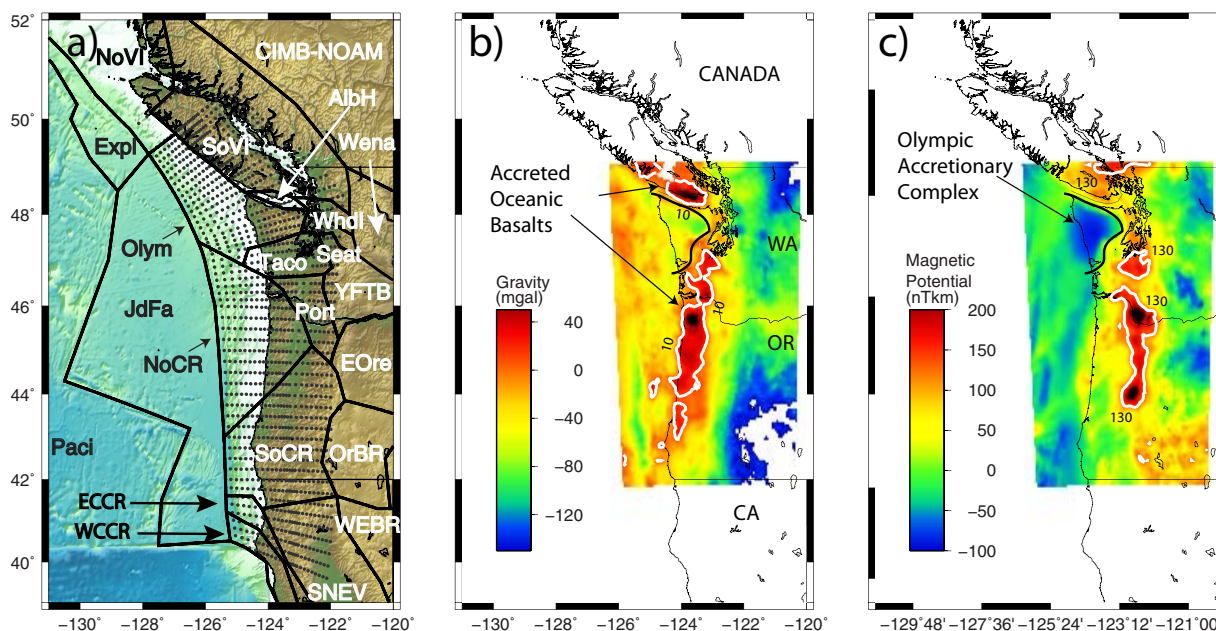 a)
52°
50°
48°
46°
44°
42°
40°
−130°
−128°
−126°
−124°
−122°
−120°
NoVI
CIMB-NOAM
AlbH
Wena
Expl
SoVI
Whdl
Olym
Taco
Seat
YFTB
JdFa
Port
NoCR
EOre
Paci
SoCR
OrBR
ECCR
WCCR
WEBR
SNEV
b)
CANADA
Accreted
Oceanic
Basalts
10
10
10
WA
OR
CA
Gravity
(mgal)
40
0
−40
−80
−120
−130°
−128°
−126°
−124°
−122°
−120°
c)
Olympic
Accretionary
Complex
130
130
130
130
Magnetic
Potential
(nTkm)
200
150
100
50
0
−50
−100
−129°48'
−127°36'
−125°24'
−123°12'
−121°00'